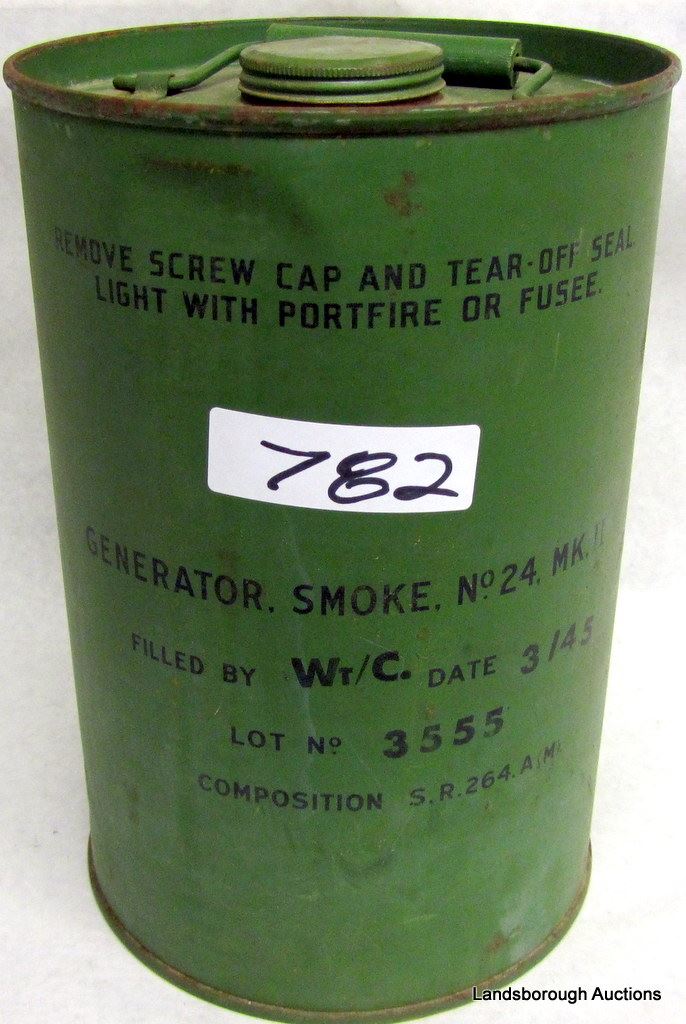 REMOVE SCREW CAP AND TEAR-OFF SEAL
LIGHT WITH PORTFIRE OR FUSEE.
782
GENERATOR, SMOKE, Nº 24, MK. II
FILLED BY WT/C. DATE 3/45
LOT Nº 3555
COMPOSITION S.R.264.A(M)
Landsborough Auctions